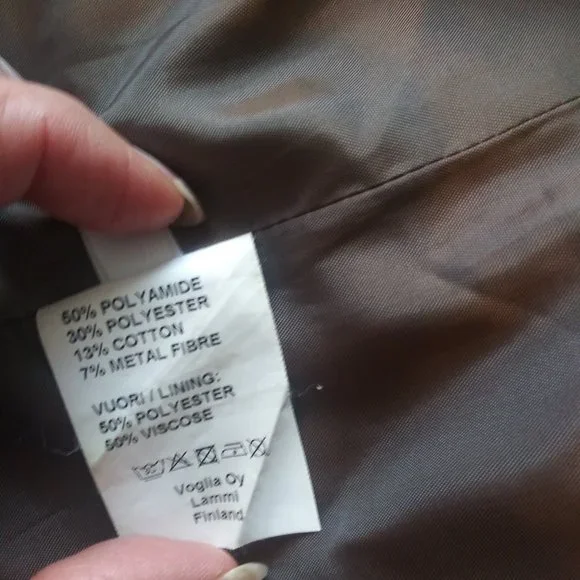 50% POLYAMIDE
30% POLYESTER
13% COTTON
7% METAL FIBRE
VUORI / LINING:
50% POLYESTER
50% VISCOSE
Voglia Oy
Lammi
Finland